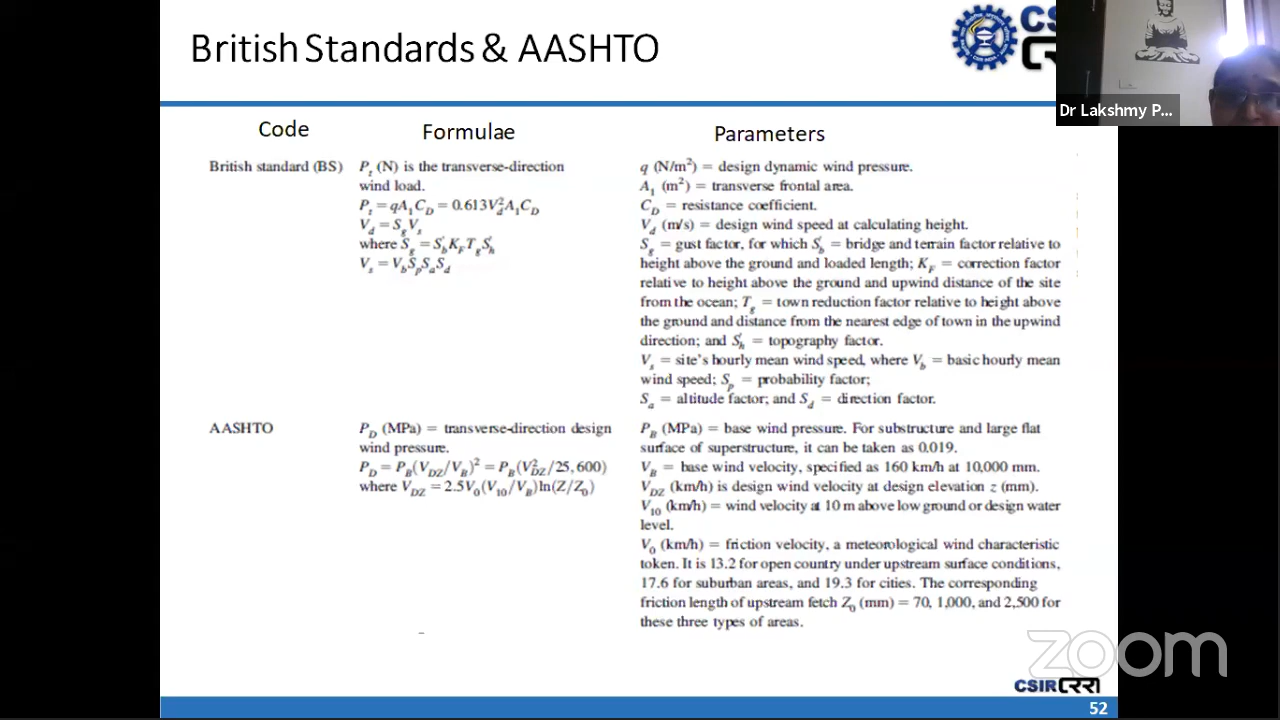 British Standards & AASHTO
CS
Dr Lakshmy P...
Code
Formulae
Parameters
British standard (BS)
P_t (N) is the transverse-direction
wind load.
P_t = qA_1C_D = 0.613V_d^2A_1C_D
V_d = S_gV_s
where S_g = S_b′K_FT_gS_h′
V_s = V_bS_pS_aS_d
q (N/m²) = design dynamic wind pressure.
A_1 (m²) = transverse frontal area.
C_D = resistance coefficient.
V_d (m/s) = design wind speed at calculating height.
S_g = gust factor, for which S_b′ = bridge and terrain factor relative to
height above the ground and loaded length; K_F = correction factor
relative to height above the ground and upwind distance of the site
from the ocean; T_g = town reduction factor relative to height above
the ground and distance from the nearest edge of town in the upwind
direction; and S_h′ = topography factor.
V_s = site's hourly mean wind speed, where V_b = basic hourly mean
wind speed; S_p = probability factor;
S_a = altitude factor; and S_d = direction factor.
AASHTO
P_D (MPa) = transverse-direction design
wind pressure.
P_D = P_B(V_DZ/V_B)² = P_B(V_DZ^2/25,600)
where V_DZ = 2.5V_0(V_10/V_B)ln(Z/Z_0)
P_B (MPa) = base wind pressure. For substructure and large flat
surface of superstructure, it can be taken as 0.019.
V_B = base wind velocity, specified as 160 km/h at 10,000 mm.
V_DZ (km/h) is design wind velocity at design elevation z (mm).
V_10 (km/h) = wind velocity at 10 m above low ground or design water
level.
V_0 (km/h) = friction velocity, a meteorological wind characteristic
token. It is 13.2 for open country under upstream surface conditions,
17.6 for suburban areas, and 19.3 for cities. The corresponding
friction length of upstream fetch Z_0 (mm) = 70, 1,000, and 2,500 for
these three types of areas.
zoom
CSIR CRRI
52